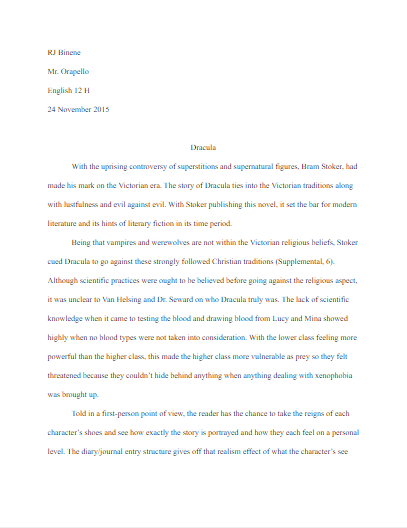 RJ Binene
Mr. Orapello
English 12 H
24 November 2015
Dracula
With the uprising controversy of superstitions and supernatural figures, Bram Stoker, had
made his mark on the Victorian era. The story of Dracula ties into the Victorian traditions along
with lustfulness and evil against evil. With Stoker publishing this novel, it set the bar for modern
literature and its hints of literary fiction in its time period.
Being that vampires and werewolves are not within the Victorian religious beliefs, Stoker
cued Dracula to go against these strongly followed Christian traditions (Supplemental, 6).
Although scientific practices were ought to be believed before going against the religious aspect,
it was unclear to Van Helsing and Dr. Seward on who Dracula truly was. The lack of scientific
knowledge when it came to testing the blood and drawing blood from Lucy and Mina showed
highly when no blood types were not taken into consideration. With the lower class feeling more
powerful than the higher class, this made the higher class more vulnerable as prey so they felt
threatened because they couldn't hide behind anything when anything dealing with xenophobia
was brought up.
Told in a first-person point of view, the reader has the chance to take the reigns of each
character's shoes and see how exactly the story is portrayed and how they each feel on a personal
level. The diary/journal entry structure gives off that realism effect of what the character's see